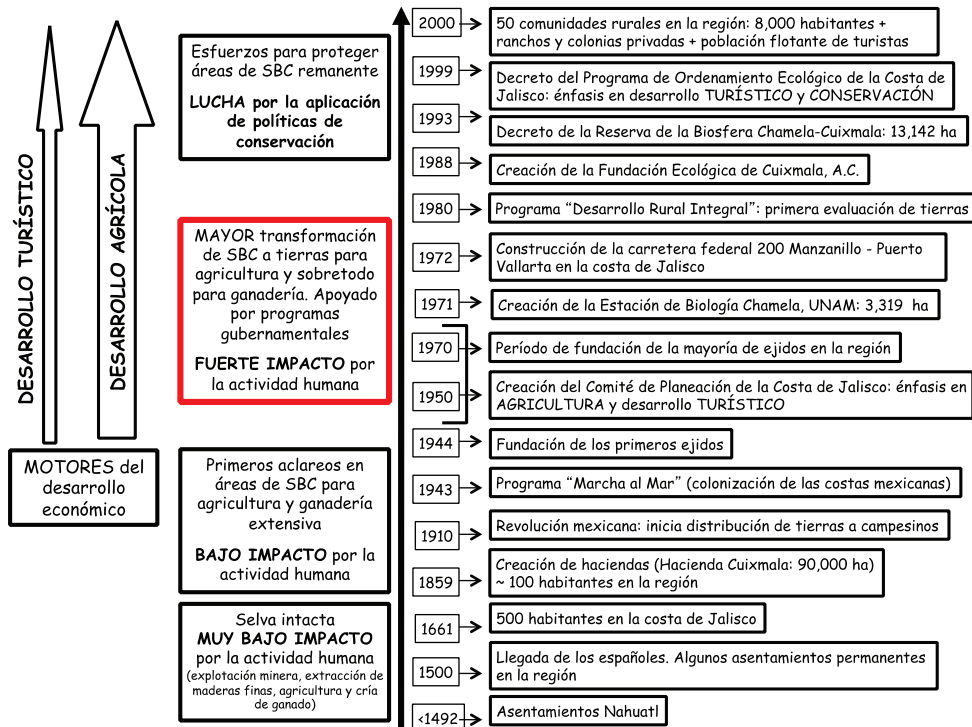 DESARROLLO TURÍSTICO
DESARROLLO AGRÍCOLA
MOTORES del
desarrollo
económico
Esfuerzos para proteger
áreas de SBC remanente
LUCHA por la aplicación
de políticas de
conservación
MAYOR transformación
de SBC a tierras para
agricultura y sobretodo
para ganadería. Apoyado
por programas
gubernamentales
FUERTE IMPACTO por
la actividad humana
Primeros aclareos en
áreas de SBC para
agricultura y ganadería
extensiva
BAJO IMPACTO por la
actividad humana
Selva intacta
MUY BAJO IMPACTO
por la actividad humana
(explotación minera, extracción de
maderas finas, agricultura y cría
de ganado)
2000
50 comunidades rurales en la región: 8,000 habitantes +
ranchos y colonias privadas + población flotante de turistas
1999
Decreto del Programa de Ordenamiento Ecológico de la Costa de
Jalisco: énfasis en desarrollo TURÍSTICO y CONSERVACIÓN
1993
Decreto de la Reserva de la Biosfera Chamela-Cuixmala: 13,142 ha
1988
Creación de la Fundación Ecológica de Cuixmala, A.C.
1980
Programa “Desarrollo Rural Integral”: primera evaluación de tierras
1972
Construcción de la carretera federal 200 Manzanillo - Puerto
Vallarta en la costa de Jalisco
1971
Creación de la Estación de Biología Chamela, UNAM: 3,319 ha
1970
Período de fundación de la mayoría de ejidos en la región
1950
Creación del Comité de Planeación de la Costa de Jalisco: énfasis en
AGRICULTURA y desarrollo TURÍSTICO
1944
Fundación de los primeros ejidos
1943
Programa “Marcha al Mar” (colonización de las costas mexicanas)
1910
Revolución mexicana: inicia distribución de tierras a campesinos
1859
Creación de haciendas (Hacienda Cuixmala: 90,000 ha)
~ 100 habitantes en la región
1661
500 habitantes en la costa de Jalisco
1500
Llegada de los españoles. Algunos asentamientos permanentes
en la región
<1492
Asentamientos Nahuatl